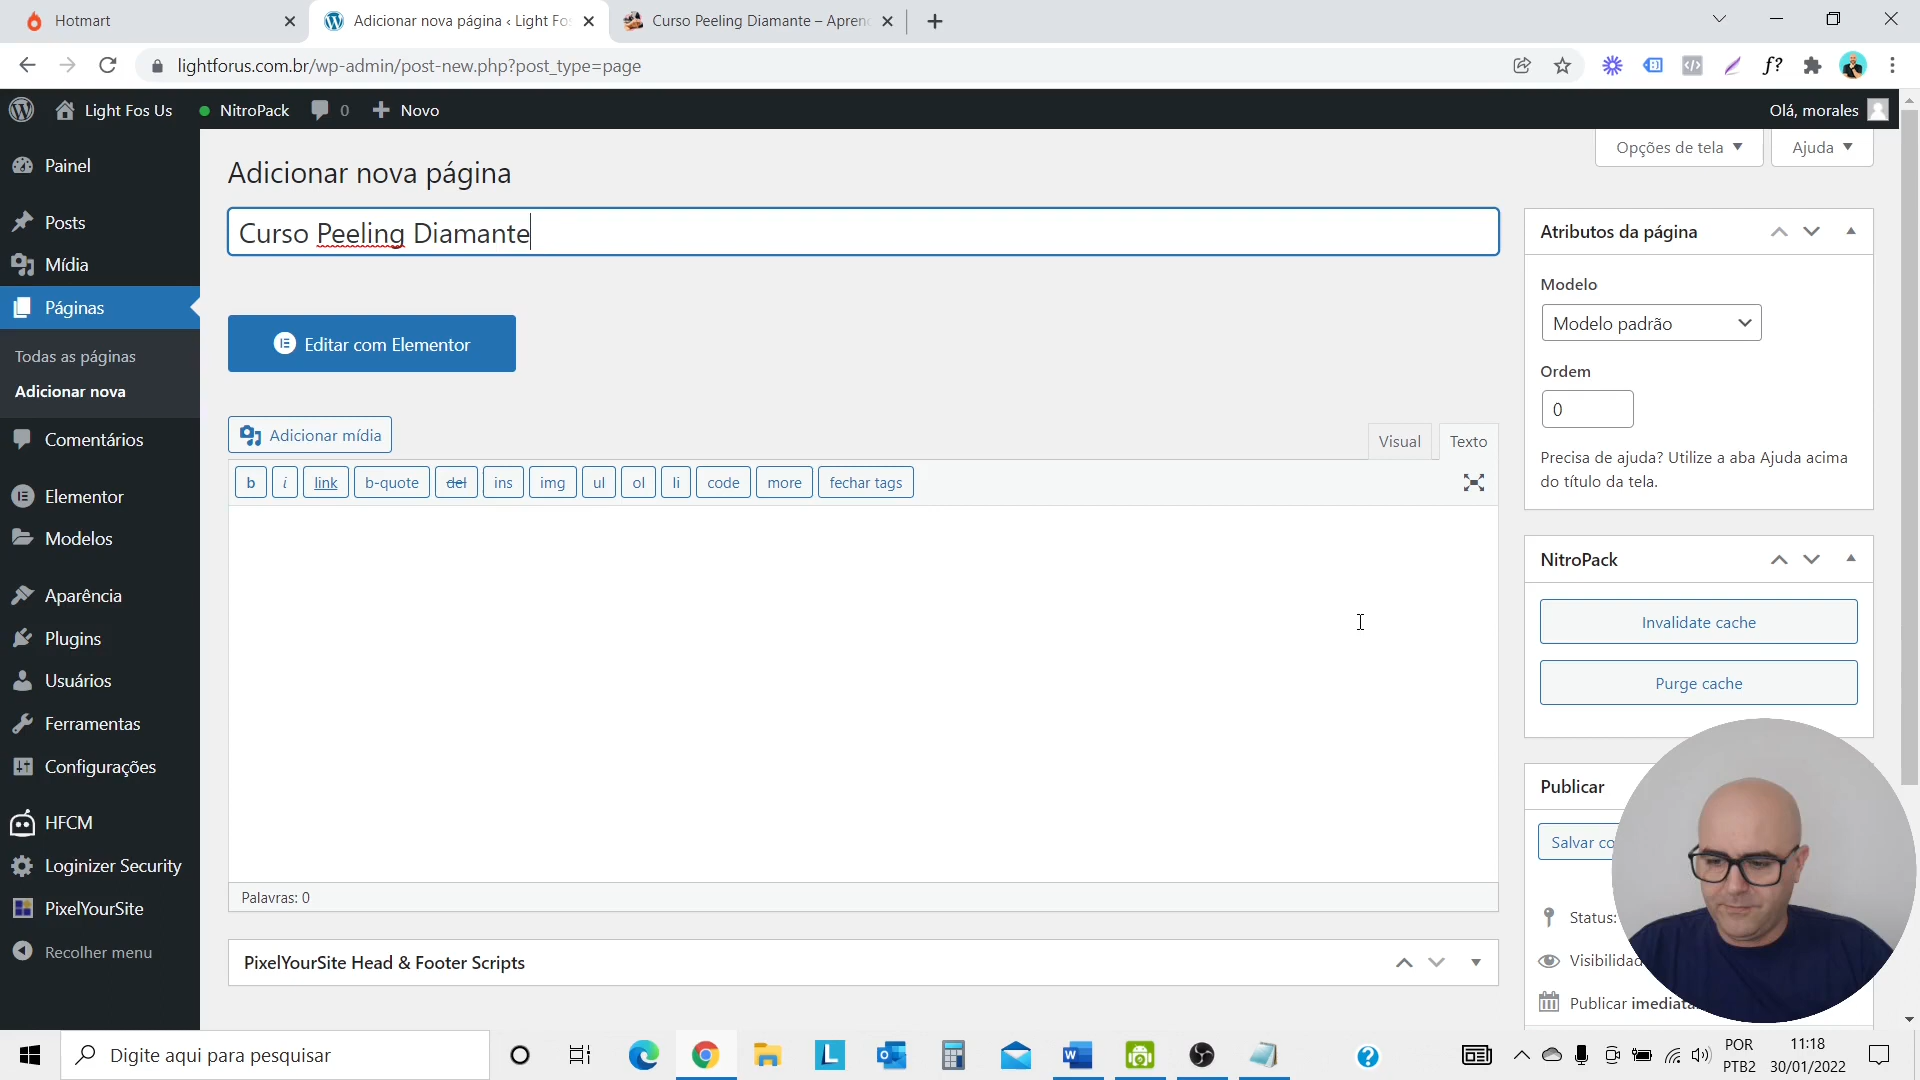 Hotmart
Adicionar nova página ‹ Light Fos
Curso Peeling Diamante – Apren
lightforus.com.br/wp-admin/post-new.php?post_type=page
Light Fos Us
NitroPack
0
Novo
Olá, morales
Opções de tela
Ajuda
Painel
Posts
Mídia
Páginas
Todas as páginas
Adicionar nova
Comentários
Elementor
Modelos
Aparência
Plugins
Usuários
Ferramentas
Configurações
HFCM
Loginizer Security
PixelYourSite
Recolher menu
Adicionar nova página
Curso Peeling Diamante
Editar com Elementor
Adicionar mídia
Visual
Texto
b
i
link
b-quote
del
ins
img
ul
ol
li
code
more
fechar tags
Palavras: 0
PixelYourSite Head & Footer Scripts
Atributos da página
Modelo
Modelo padrão
Ordem
0
Precisa de ajuda? Utilize a aba Ajuda acima
do título da tela.
NitroPack
Invalidate cache
Purge cache
Publicar
Salvar co
Status:
Visibilidad
Publicar imediata
Digite aqui para pesquisar
POR
PTB2
11:18
30/01/2022